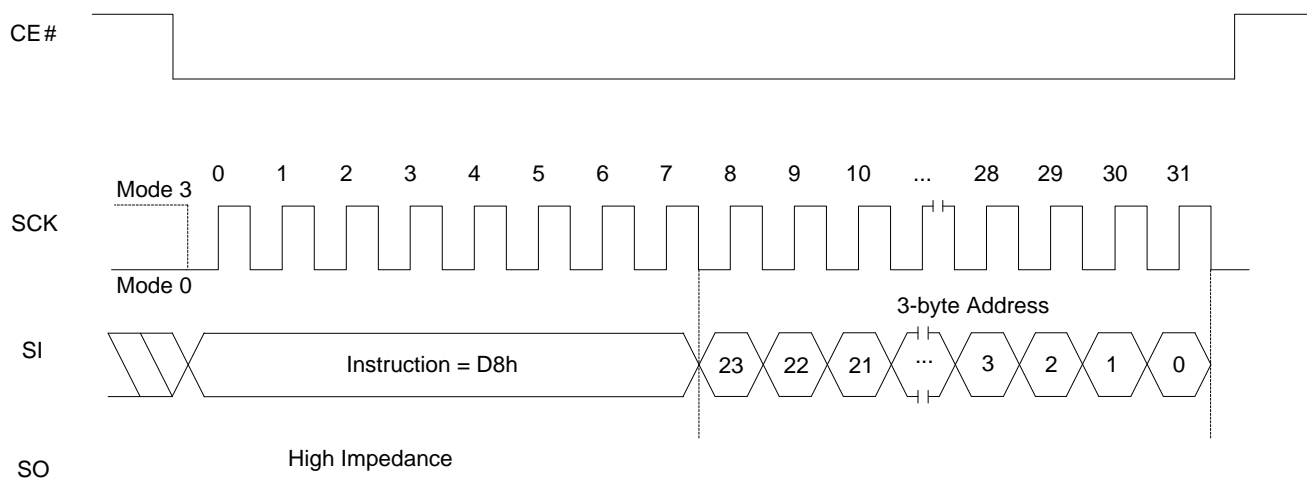 CE#
0 1 2 3 4 5 6 7 8 9 10 ... 28 29 30 31
Mode 3
SCK
Mode 0
3-byte Address
SI
Instruction = D8h
23 22 21 ... 3 2 1 0
High Impedance
SO